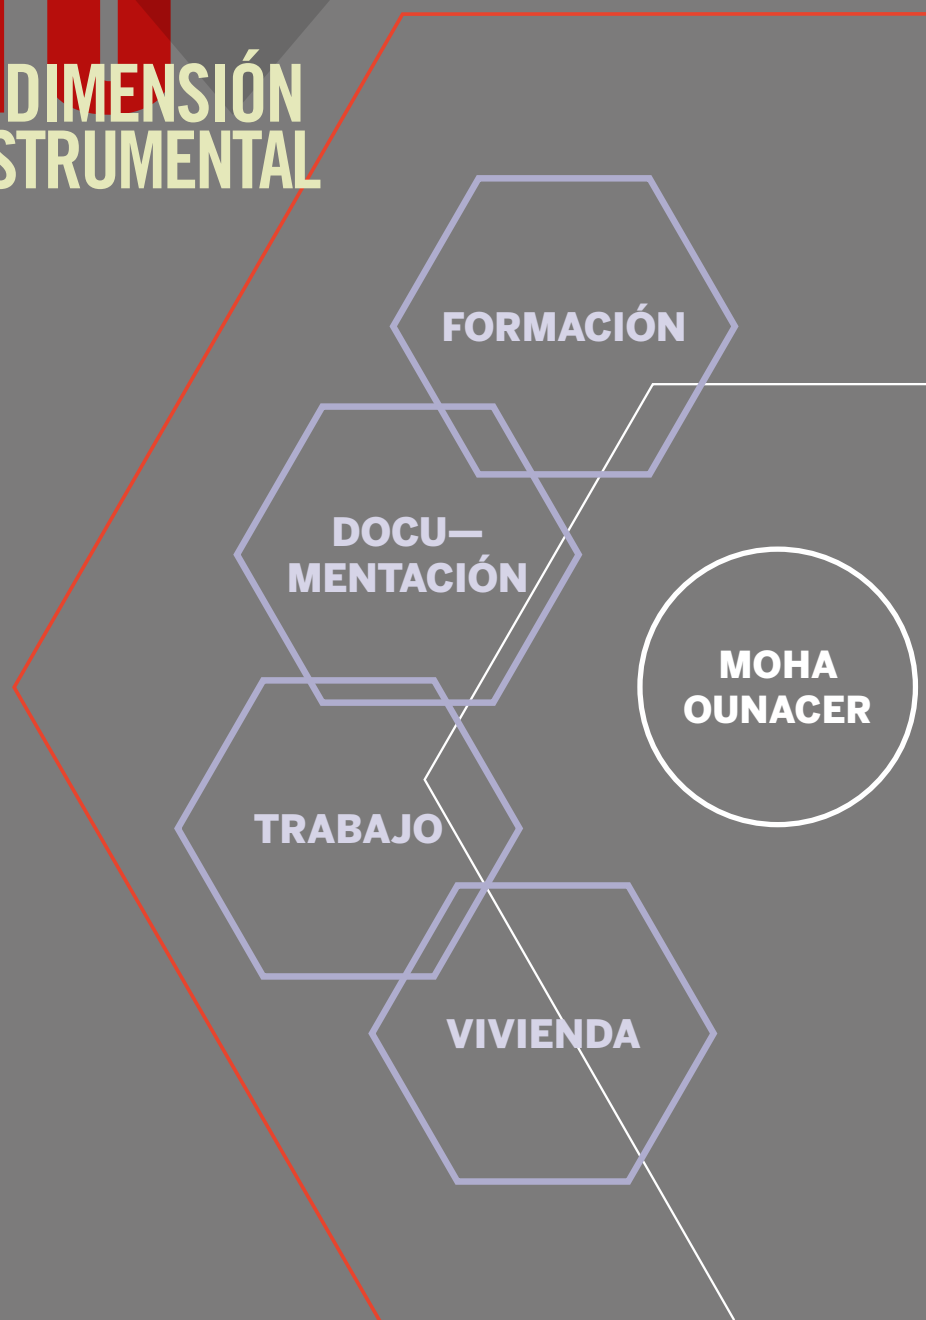 DIMENSIÓN
STRUMENTAL
FORMACIÓN
DOCU—
MENTACIÓN
MOHA
OUNACER
TRABAJO
VIVIENDA